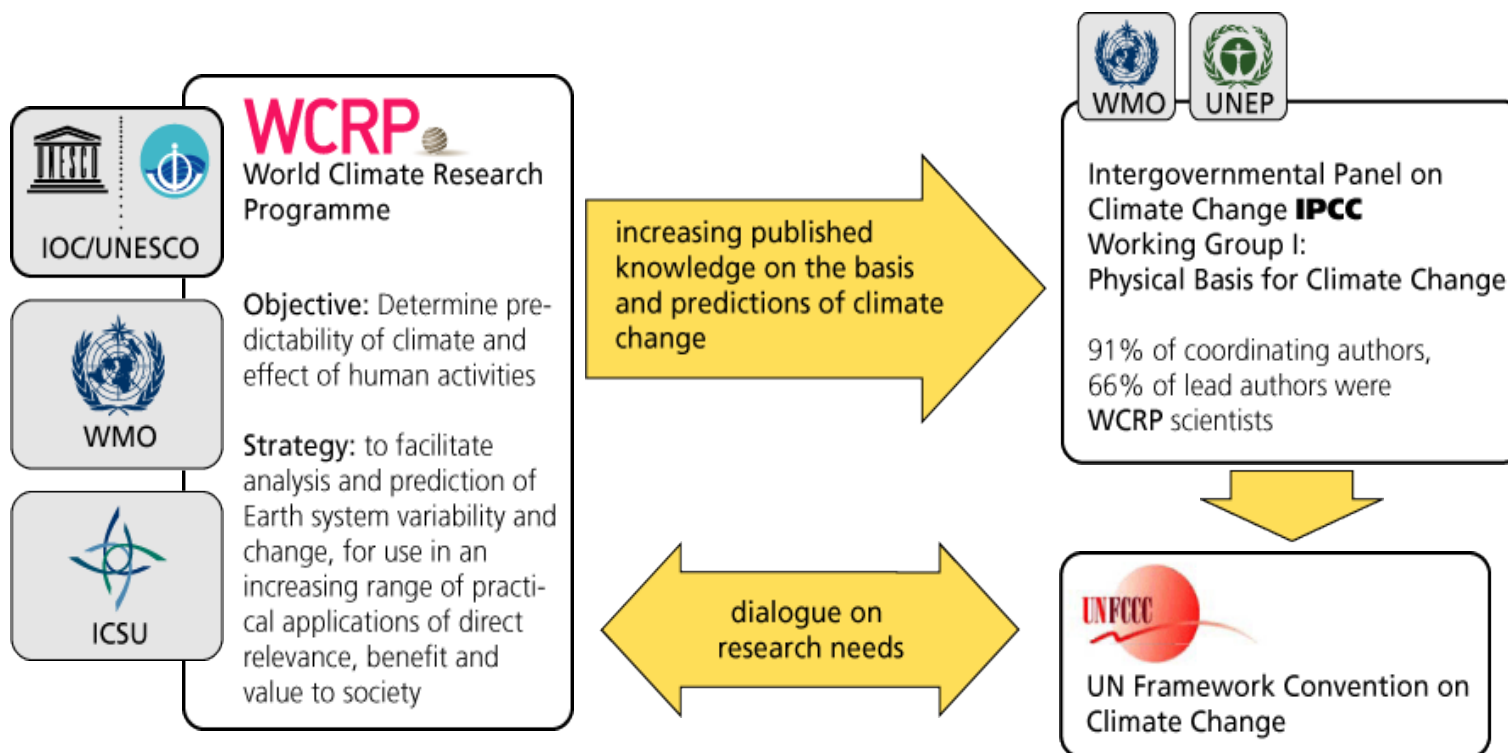 UNESCO
IOC/UNESCO
WMO
ICSU
WCRP
World Climate Research
Programme
Objective: Determine pre-
dictability of climate and
effect of human activities
Strategy: to facilitate
analysis and prediction of
Earth system variability and
change, for use in an
increasing range of practi-
cal applications of direct
relevance, benefit and
value to society
increasing published
knowledge on the basis
and predictions of climate
change
dialogue on
research needs
WMO
UNEP
Intergovernmental Panel on
Climate Change IPCC
Working Group I:
Physical Basis for Climate Change
91% of coordinating authors,
66% of lead authors were
WCRP scientists
UNFCCC
UN Framework Convention on
Climate Change